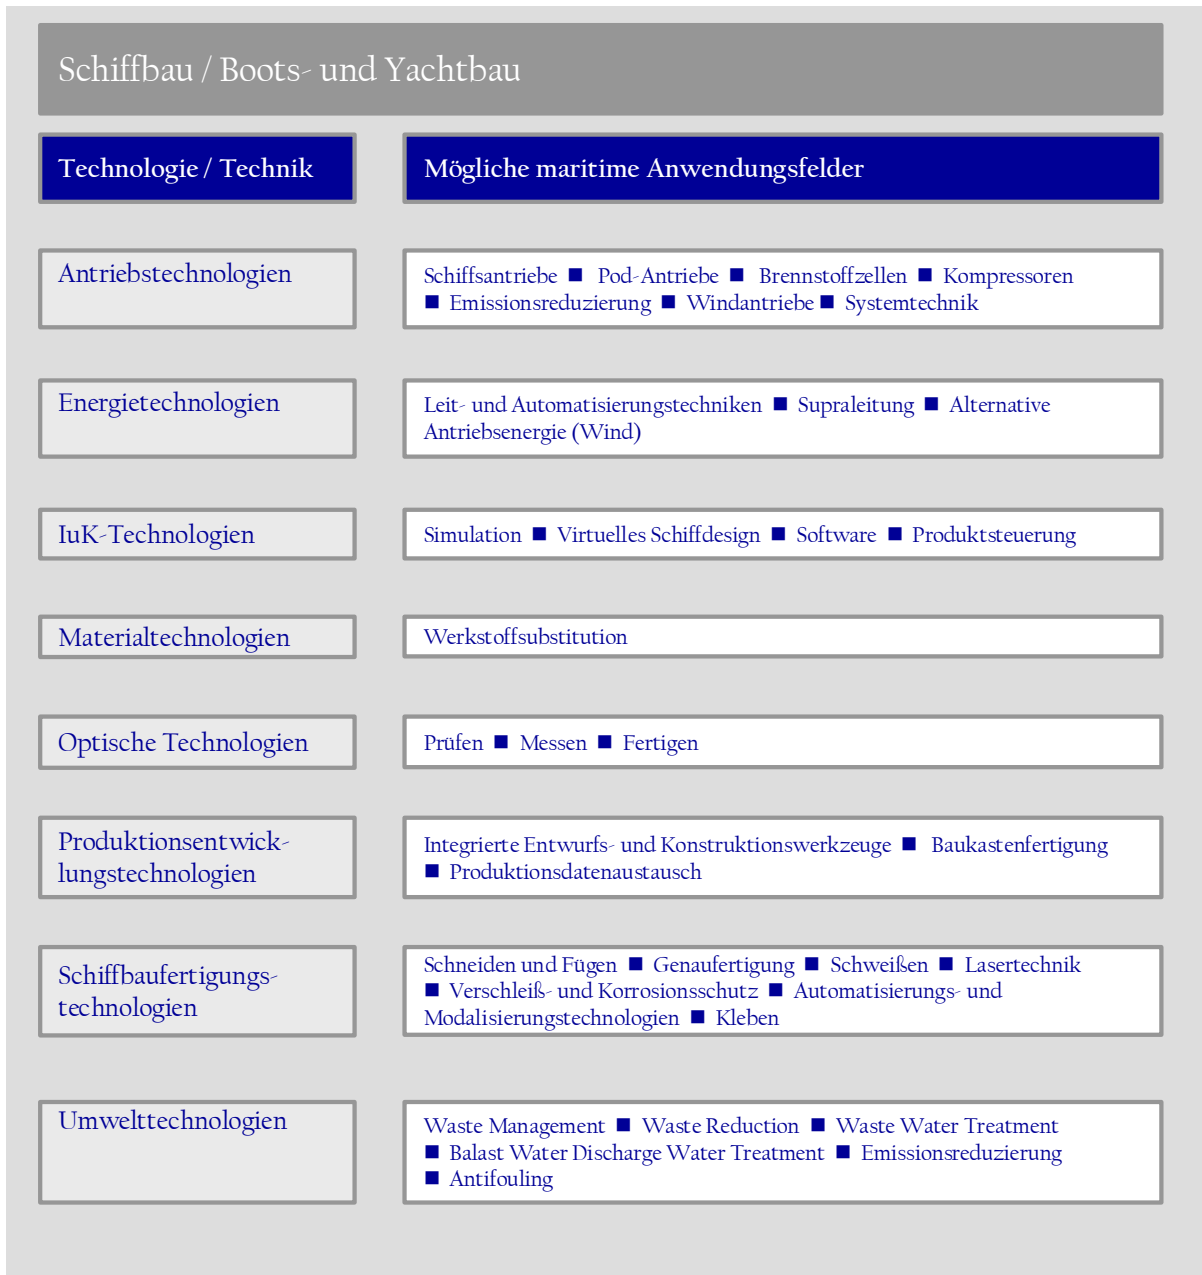 Schiffbau / Boots- und Yachtbau
Technologie / Technik
Mögliche maritime Anwendungsfelder
Antriebstechnologien
Schiffsantriebe ■ Pod-Antriebe ■ Brennstoffzellen ■ Kompressoren
■ Emissionsreduzierung ■ Windantriebe ■ Systemtechnik
Energietechnologien
Leit- und Automatisierungstechniken ■ Supraleitung ■ Alternative
Antriebsenergie (Wind)
IuK-Technologien
Simulation ■ Virtuelles Schiffdesign ■ Software ■ Produktsteuerung
Materialtechnologien
Werkstoffsubstitution
Optische Technologien
Prüfen ■ Messen ■ Fertigen
Produktionsentwick-
lungstechnologien
Integrierte Entwurfs- und Konstruktionswerkzeuge ■ Baukastenfertigung
■ Produktionsdatenaustausch
Schiffbaufertigungs-
technologien
Schneiden und Fügen ■ Genaufertigung ■ Schweißen ■ Lasertechnik
■ Verschleiß- und Korrosionsschutz ■ Automatisierungs- und
Modalisierungstechnologien ■ Kleben
Umwelttechnologien
Waste Management ■ Waste Reduction ■ Waste Water Treatment
■ Balast Water Discharge Water Treatment ■ Emissionsreduzierung
■ Antifouling